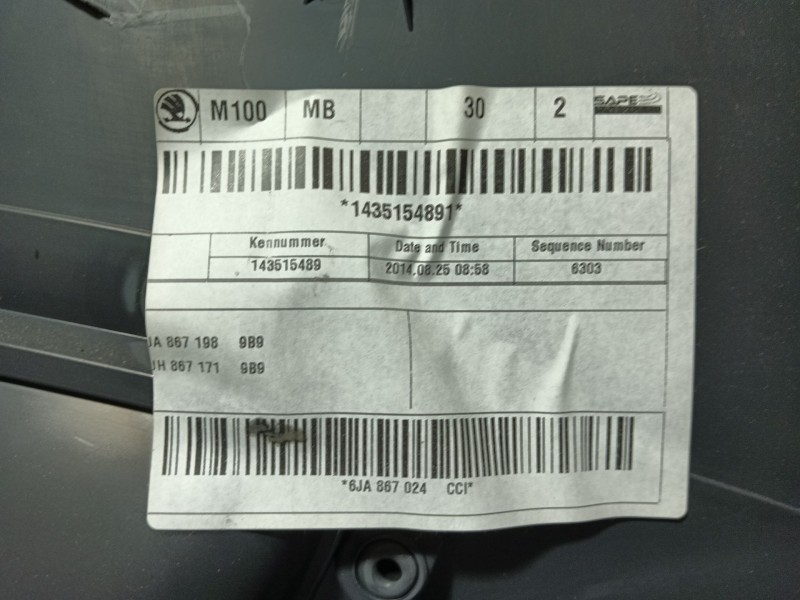 M100 MB 30 2 SAPE
*1435154891*
Kennummer Date and Time Sequence Number
143515489 2014.08.25 08:58 6303
JA 867 198 9B9
JH 867 171 9B9
*6JA 867 024 CCI*